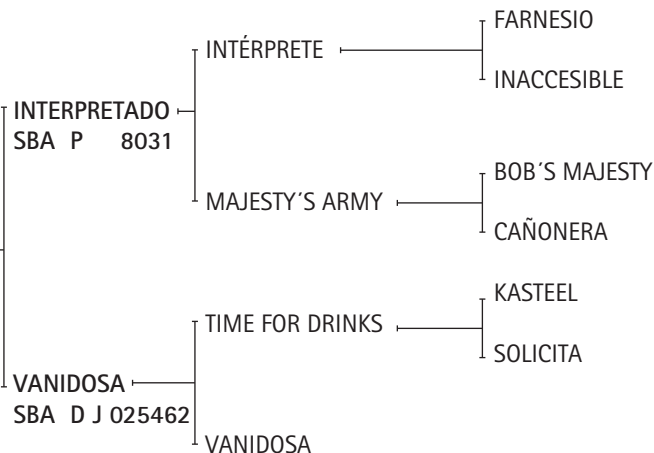 FARNESIO
INTÉRPRETE
INACCESIBLE
INTERPRETADO
SBA P 8031
BOB´S MAJESTY
MAJESTY´S ARMY
CAÑONERA
KASTEEL
TIME FOR DRINKS
SOLICITA
VANIDOSA
SBA D J 025462
VANIDOSA